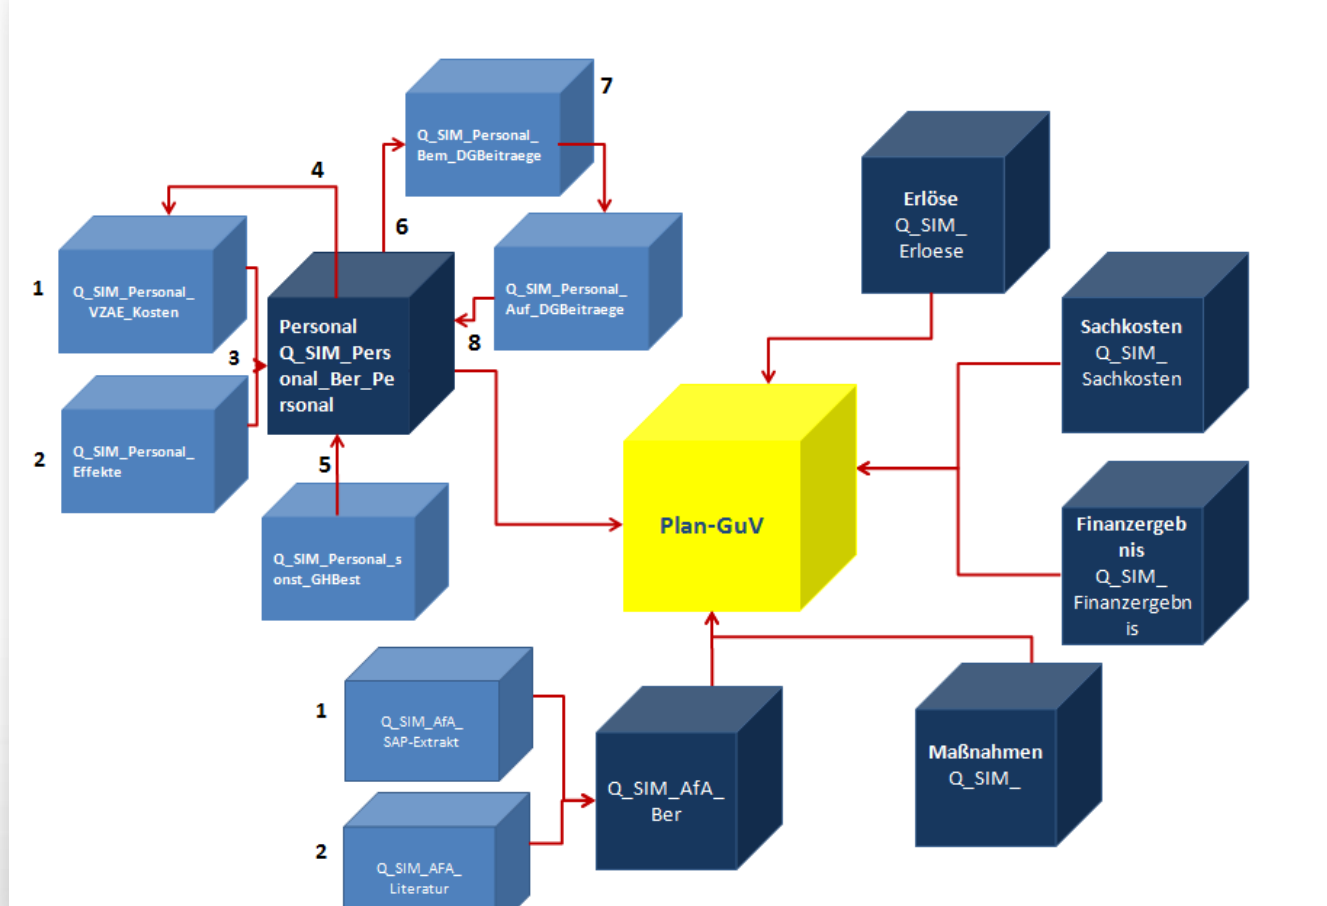 7
Q_SIM_Personal_
Bem_DGBeitraege
4
6
1
Q_SIM_Personal_
VZAE_Kosten
Q_SIM_Personal_
Auf_DGBeitraege
8
3
Personal
Q_SIM_Pers
onal_Ber_Pe
rsonal
2
Q_SIM_Personal_
Effekte
5
Q_SIM_Personal_s
onst_GHBest
Erlöse
Q_SIM_
Erloese
Sachkosten
Q_SIM_
Sachkosten
Plan-GuV
Finanzergeb
nis
Q_SIM_
Finanzergebn
is
1
Q_SIM_AfA_
SAP-Extrakt
2
Q_SIM_AFA_
Literatur
Q_SIM_AfA_
Ber
Maßnahmen
Q_SIM_